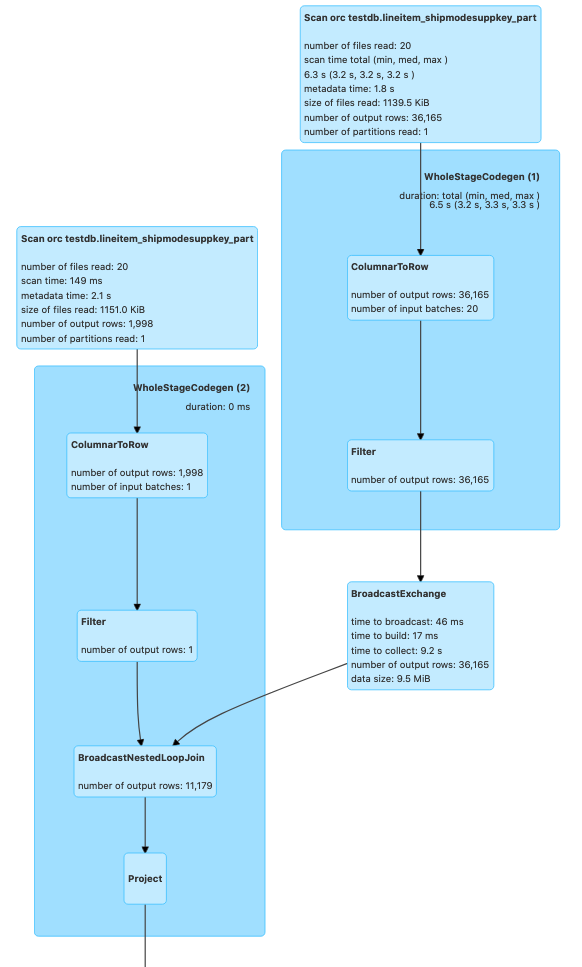 Scan orc testdb.lineitem_shipmodesuppkey_part
number of files read: 20
scan time total (min, med, max )
6.3 s (3.2 s, 3.2 s, 3.2 s )
metadata time: 1.8 s
size of files read: 1139.5 KiB
number of output rows: 36,165
number of partitions read: 1
WholeStageCodegen (1)
duration: total (min, med, max )
6.5 s (3.2 s, 3.3 s, 3.3 s )
ColumnarToRow
number of output rows: 36,165
number of input batches: 20
Filter
number of output rows: 36,165
BroadcastExchange
time to broadcast: 46 ms
time to build: 17 ms
time to collect: 9.2 s
number of output rows: 36,165
data size: 9.5 MiB
Scan orc testdb.lineitem_shipmodesuppkey_part
number of files read: 20
scan time: 149 ms
metadata time: 2.1 s
size of files read: 1151.0 KiB
number of output rows: 1,998
number of partitions read: 1
WholeStageCodegen (2)
duration: 0 ms
ColumnarToRow
number of output rows: 1,998
number of input batches: 1
Filter
number of output rows: 1
BroadcastNestedLoopJoin
number of output rows: 11,179
Project